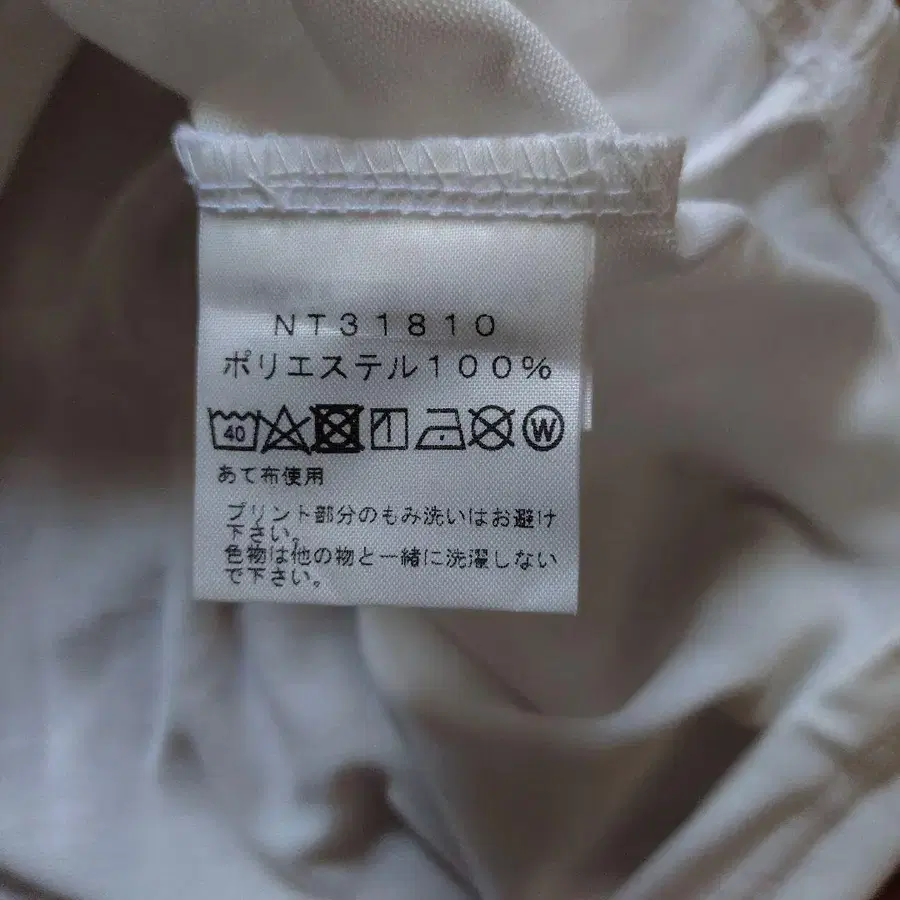 NT31810
ポリエステル100%
40 W
あて布使用
プリント部分のもみ洗いはお避け
下さい。
色物は他の物と一緒に洗濯しない
で下さい。